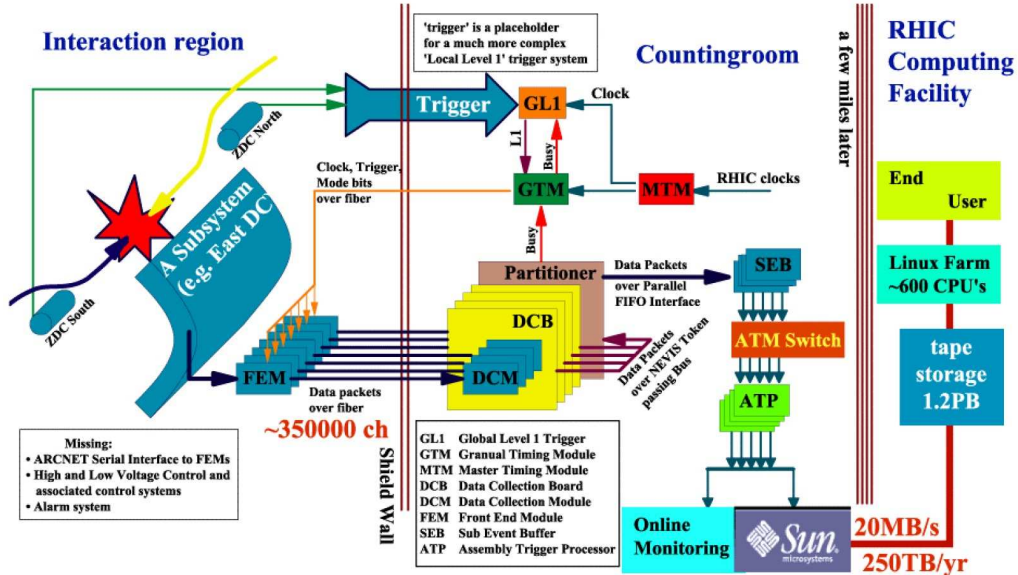 Interaction region
'trigger' is a placeholder
for a much more complex
'Local Level 1' trigger system
Countingroom
a few miles later
RHIC
Computing
Facility
Trigger
GL1
Clock
ZDC North
L1
Busy
Clock, Trigger,
Mode bits
over fiber
GTM
MTM
RHIC clocks
End
User
A Subsystem
(e.g. East DC)
Busy
Partitioner
Data Packets
over Parallel
FIFO Interface
SEB
Linux Farm
~600 CPU's
ZDC South
DCB
ATM Switch
tape
storage
1.2PB
FEM
DCM
Data Packets
over NEVIS Token
passing Bus
Data packets
over fiber
ATP
~350000 ch
Missing:
• ARCNET Serial Interface to FEMs
• High and Low Voltage Control and
associated control systems
• Alarm system
Shield Wall
GL1 Global Level 1 Trigger
GTM Granual Timing Module
MTM Master Timing Module
DCB Data Collection Board
DCM Data Collection Module
FEM Front End Module
SEB Sub Event Buffer
ATP Assembly Trigger Processor
Online
Monitoring
Sun
microsystems
20MB/s
250TB/yr